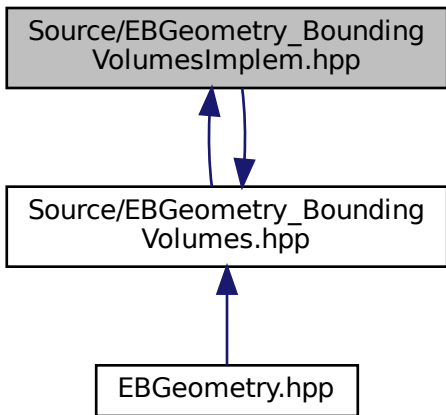 Source/EBGeometry_Bounding
VolumesImplem.hpp
Source/EBGeometry_Bounding
Volumes.hpp
EBGeometry.hpp